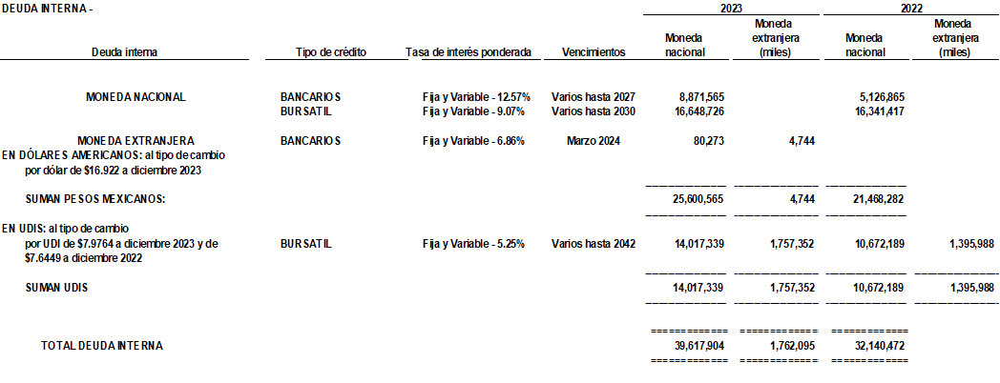 DEUDA INTERNA - 2023 2022
Deuda interna Tipo de crédito Tasa de interés ponderada Vencimientos Moneda nacional Moneda extranjera (miles) Moneda nacional Moneda extranjera (miles)
MONEDA NACIONAL BANCARIOS Fija y Variable - 12.57% Varios hasta 2027 8,871,565 5,126,865
BURSATIL Fija y Variable - 9.07% Varios hasta 2030 16,648,726 16,341,417
MONEDA EXTRANJERA BANCARIOS Fija y Variable - 6.86% Marzo 2024 80,273 4,744
EN DÓLARES AMERICANOS: al tipo de cambio
por dólar de $16.922 a diciembre 2023
SUMAN PESOS MEXICANOS: 25,600,565 4,744 21,468,282
EN UDIS: al tipo de cambio
por UDI de $7.9764 a diciembre 2023 y de BURSATIL Fija y Variable - 5.25% Varios hasta 2042 14,017,339 1,757,352 10,672,189 1,395,988
$7.6449 a diciembre 2022
SUMAN UDIS 14,017,339 1,757,352 10,672,189 1,395,988
============= ============= =============
TOTAL DEUDA INTERNA 39,617,904 1,762,095 32,140,472
============= ============= =============